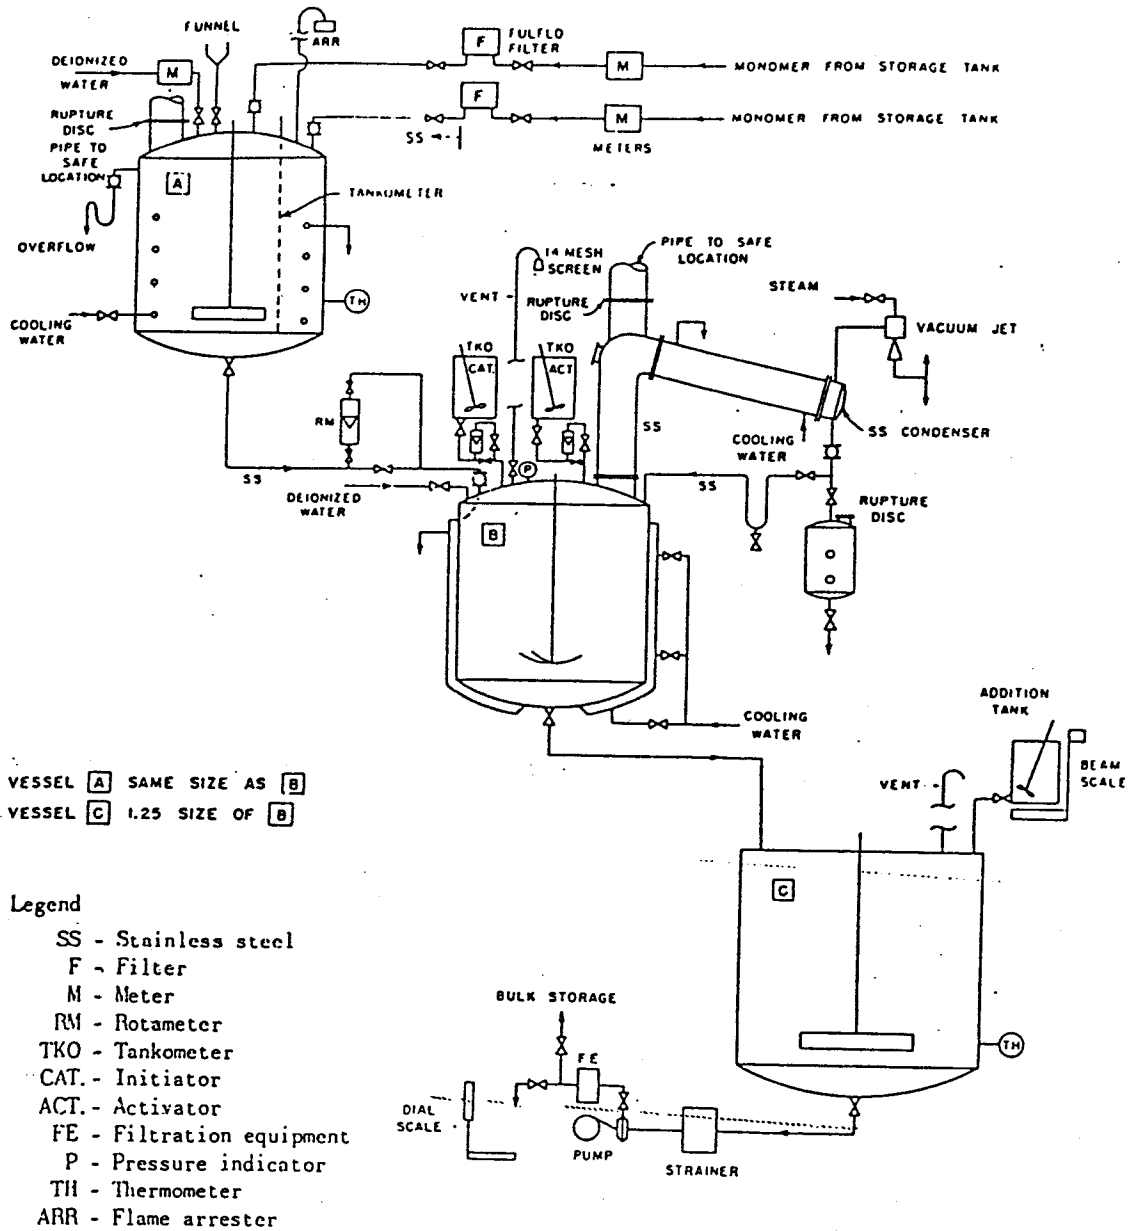 FUNNEL
ARR
F
FULFLO
FILTER
DEIONIZED
WATER
M
M
MONOMER FROM STORAGE TANK
F
RUPTURE
DISC
M
MONOMER FROM STORAGE TANK
SS
METERS
PIPE TO
SAFE
LOCATION
A
TANKOMETER
OVERFLOW
TH
COOLING
WATER
14 MESH
SCREEN
PIPE TO SAFE
LOCATION
VENT
RUPTURE
DISC
STEAM
VACUUM JET
TKO
CAT.
TKO
ACT
RM
SS
SS CONDENSER
COOLING
WATER
SS
P
SS
DEIONIZED
WATER
RUPTURE
DISC
B
COOLING
WATER
ADDITION
TANK
BEAM
SCALE
VENT
VESSEL A SAME SIZE AS B
VESSEL C 1.25 SIZE OF B
C
TH
Legend
SS - Stainless steel
F - Filter
M - Meter
RM - Rotameter
TKO - Tankometer
CAT. - Initiator
ACT. - Activator
FE - Filtration equipment
P - Pressure indicator
TH - Thermometer
ARR - Flame arrester
BULK STORAGE
FE
DIAL
SCALE
PUMP
STRAINER